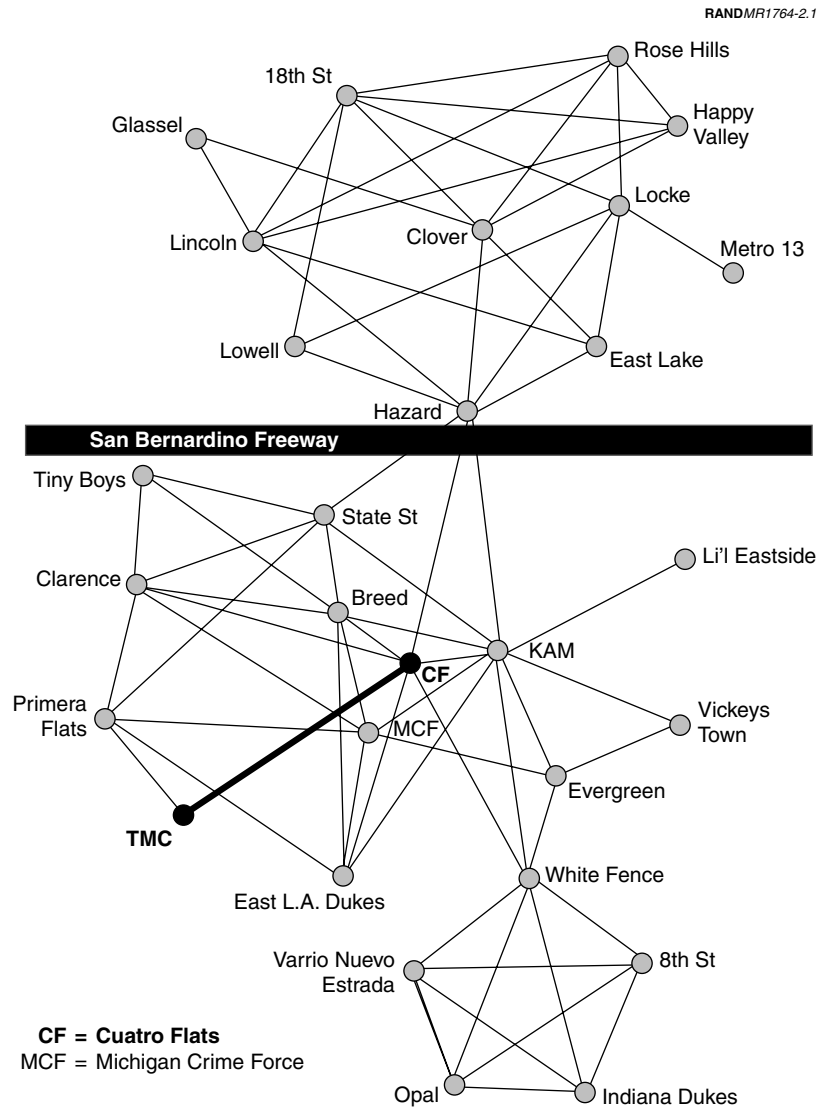 RANDMR1764-2.1
Rose Hills
18th St
Happy
Valley
Glassel
Locke
Lincoln
Clover
Metro 13
Lowell
East Lake
Hazard
San Bernardino Freeway
Tiny Boys
State St
Li'l Eastside
Clarence
Breed
KAM
CF
Primera
Flats
Vickeys
Town
MCF
Evergreen
TMC
White Fence
East L.A. Dukes
Varrio Nuevo
Estrada
8th St
CF = Cuatro Flats
MCF = Michigan Crime Force
Opal
Indiana Dukes